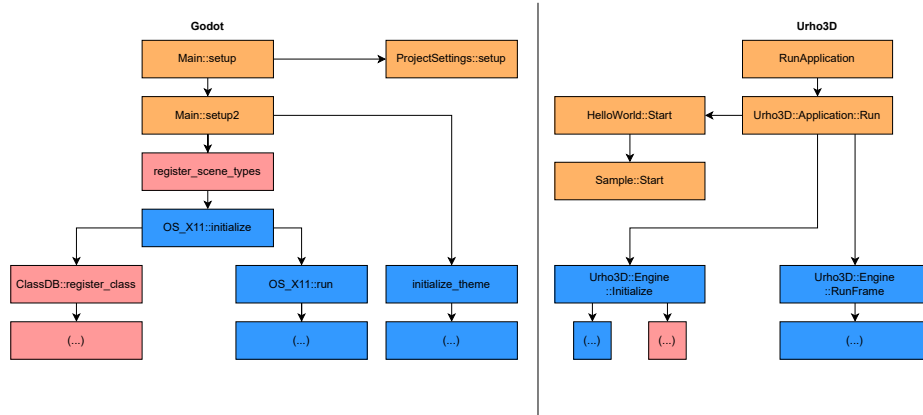 Godot
Main::setup
ProjectSettings::setup
Main::setup2
register_scene_types
OS_X11::initialize
ClassDB::register_class
OS_X11::run
initialize_theme
(...)
(...)
(...)
Urho3D
RunApplication
HelloWorld::Start
Urho3D::Application::Run
Sample::Start
Urho3D::Engine
::Initialize
Urho3D::Engine
::RunFrame
(...)
(...)
(...)